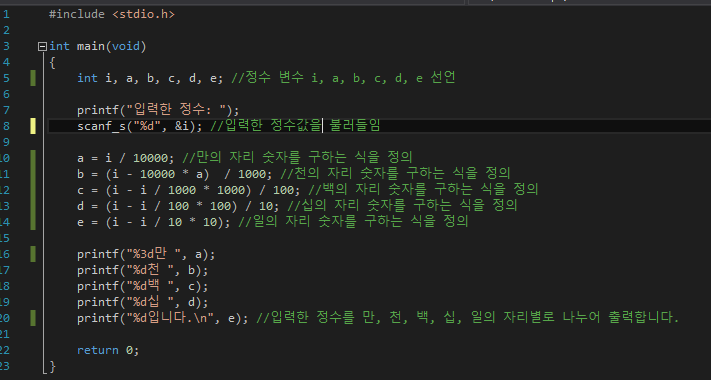 1 #include <stdio.h>
2
3 int main(void)
4 {
5 int i, a, b, c, d, e; //정수 변수 i, a, b, c, d, e 선언
6
7 printf("입력한 정수: ");
8 scanf_s("%d", &i); //입력한 정수값을 불러들임
9
10 a = i / 10000; //만의 자리 숫자를 구하는 식을 정의
11 b = (i - 10000 * a)  / 1000; //천의 자리 숫자를 구하는 식을 정의
12 c = (i - i / 1000 * 1000) / 100; //백의 자리 숫자를 구하는 식을 정의
13 d = (i - i / 100 * 100) / 10; //십의 자리 숫자를 구하는 식을 정의
14 e = (i - i / 10 * 10); //일의 자리 숫자를 구하는 식을 정의
15
16 printf("%3d만 ", a);
17 printf("%d천 ", b);
18 printf("%d백 ", c);
19 printf("%d십 ", d);
20 printf("%d입니다.\n", e); //입력한 정수를 만, 천, 백, 십, 일의 자리별로 나누어 출력합니다.
21
22 return 0;
23 }